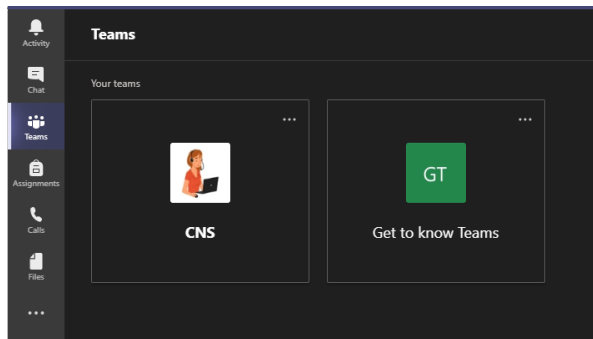 Activity
Chat
Teams
Assignments
Calls
Files
Teams
Your teams
CNS
GT
Get to know Teams